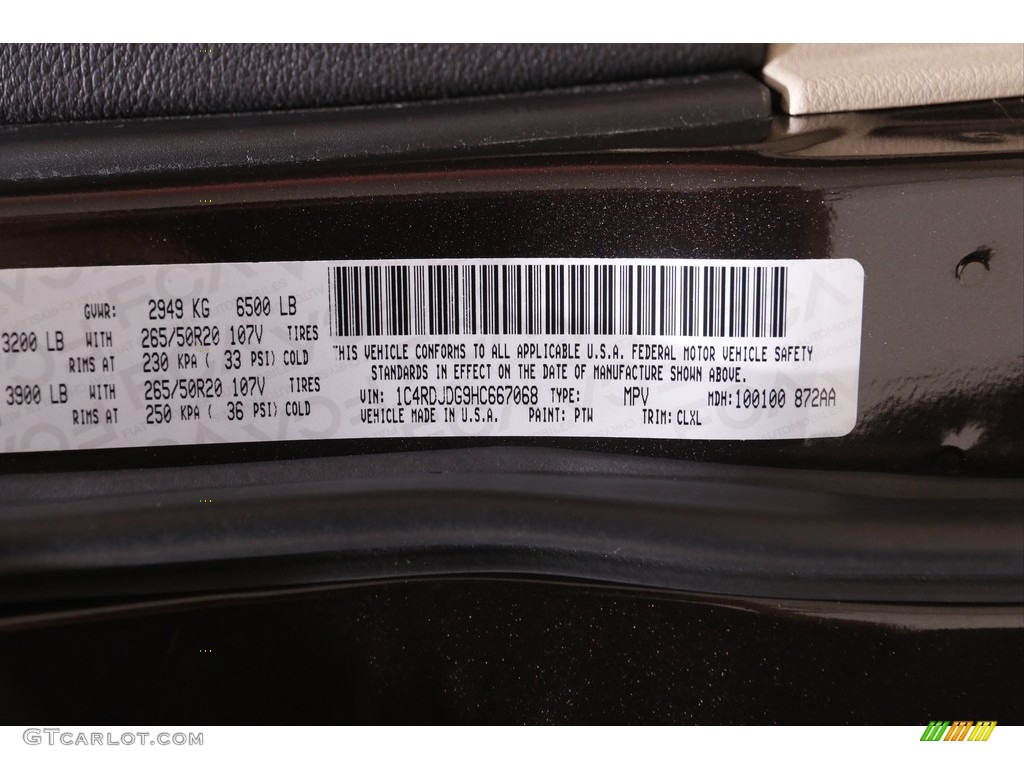 GVWR: 2949 KG 6500 LB
3200 LB WITH 265/50R20 107V TIRES
RIMS AT 230 KPA ( 33 PSI) COLD
3900 LB WITH 265/50R20 107V TIRES
RIMS AT 250 KPA ( 36 PSI) COLD
THIS VEHICLE CONFORMS TO ALL APPLICABLE U.S.A. FEDERAL MOTOR VEHICLE SAFETY
STANDARDS IN EFFECT ON THE DATE OF MANUFACTURE SHOWN ABOVE.
VIN: 1C4RDJDG9HC667068 TYPE: MPV MDH:100100 872AA
VEHICLE MADE IN U.S.A. PAINT: PTW TRIM: CLXL
GTCarlot.com